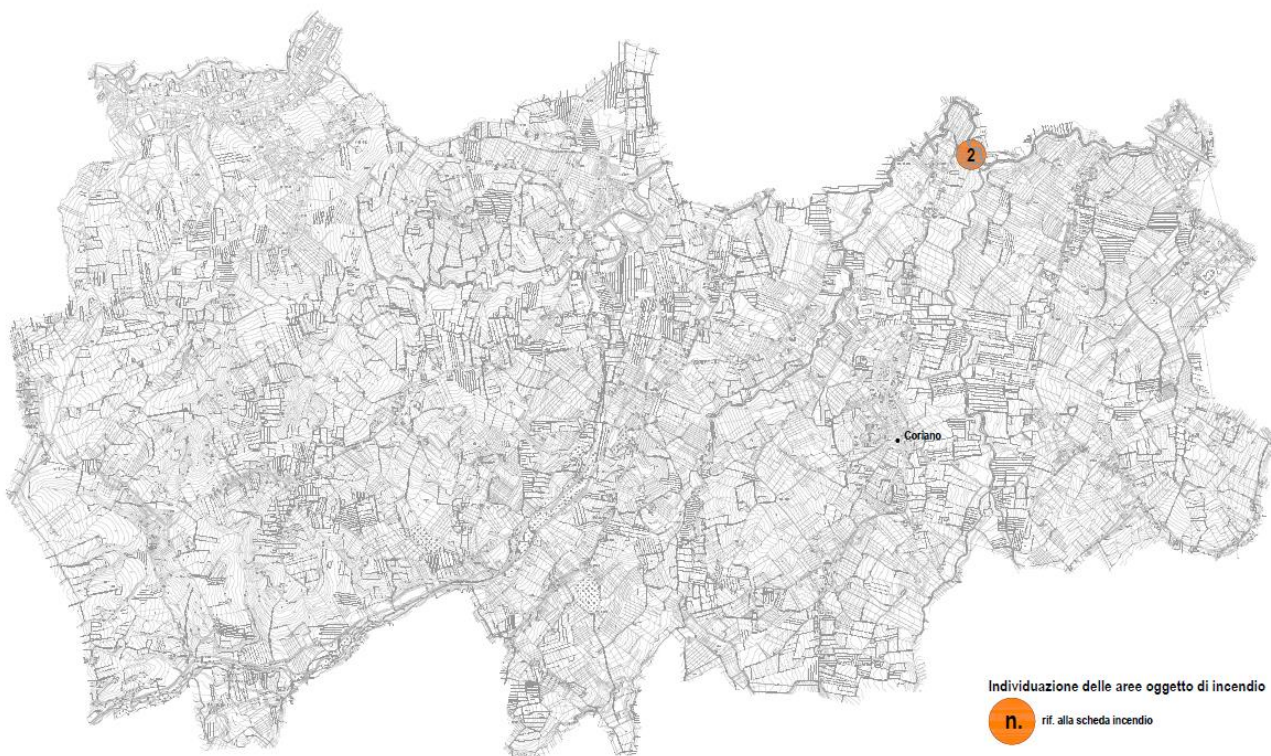 2
Coriano
Individuazione delle aree oggetto di incendio
n. rif. alla scheda incendio